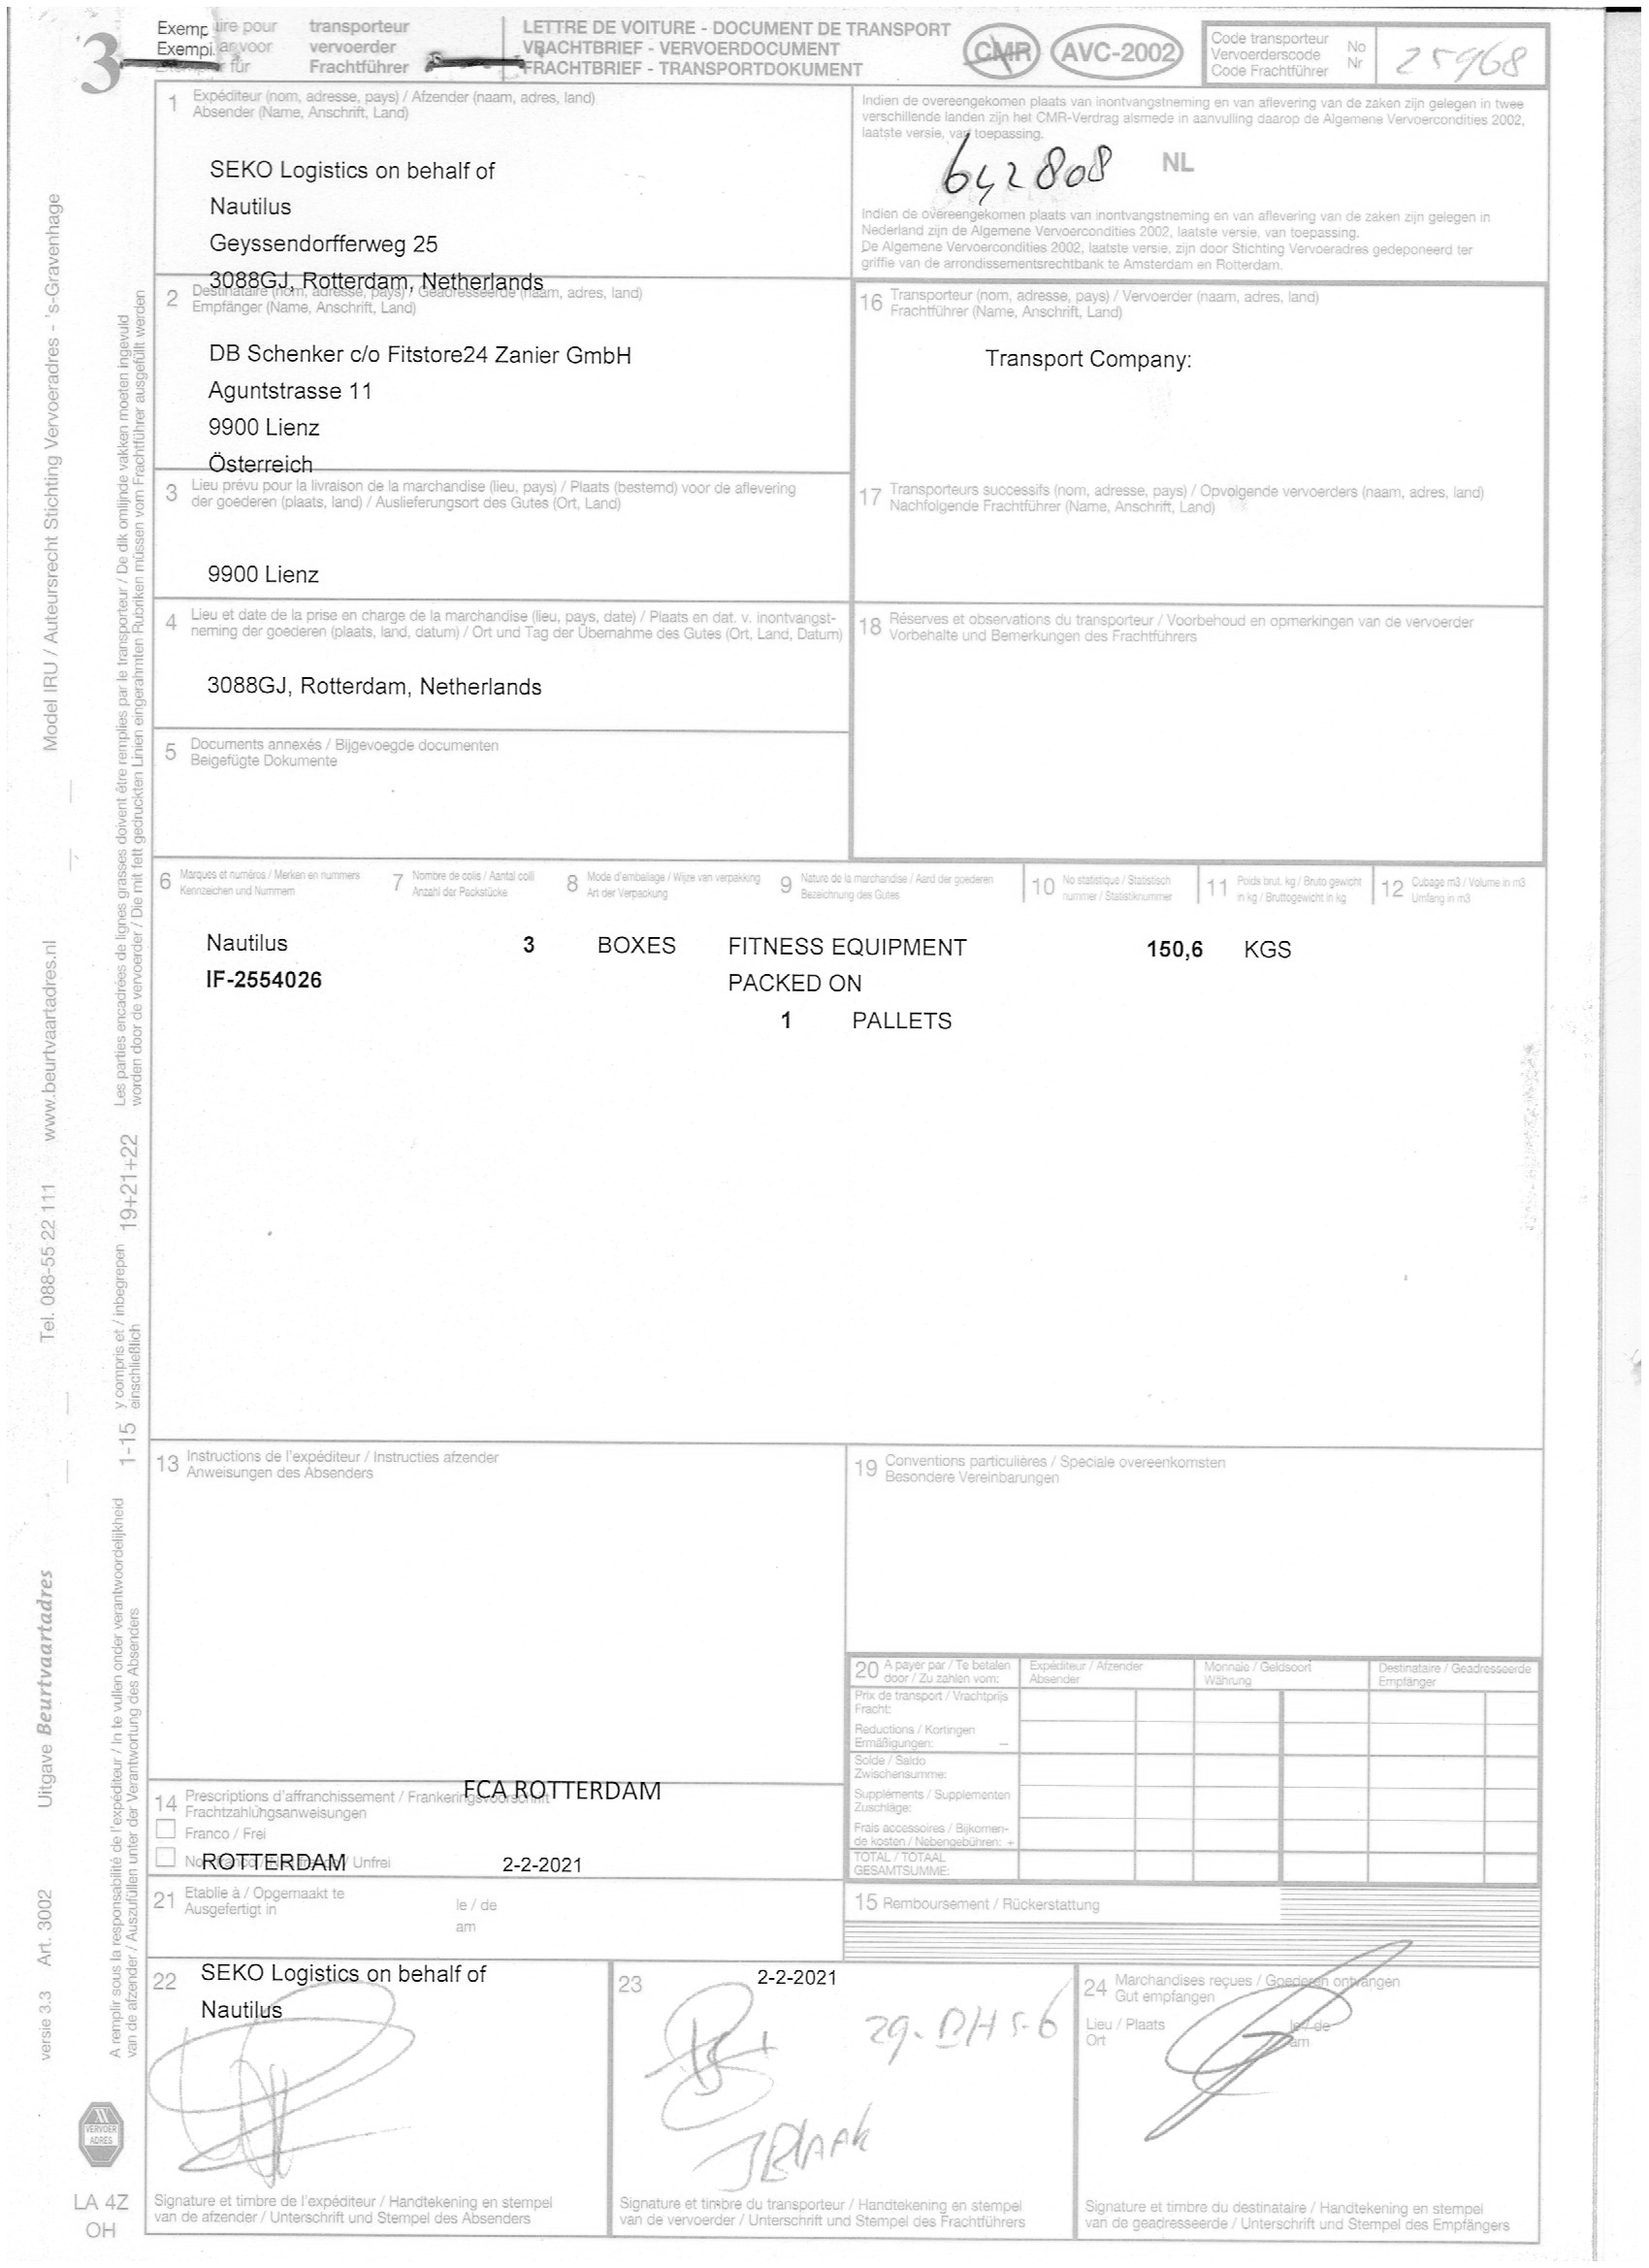 3
Exemplaire pour transporteur
Exemplaar voor vervoerder
Exemplar für Frachtführer
LETTRE DE VOITURE - DOCUMENT DE TRANSPORT
VRACHTBRIEF - VERVOERDOCUMENT
FRACHTBRIEF - TRANSPORTDOKUMENT
CMR
AVC-2002
Code transporteur
Vervoerderscode
Code Frachtführer
No
Nr
25968
1 Expéditeur (nom, adresse, pays) / Afzender (naam, adres, land)
Absender (Name, Anschrift, Land)
SEKO Logistics on behalf of
Nautilus
Geyssendorfferweg 25
3088GJ, Rotterdam, Netherlands
Indien de overeengekomen plaats van inontvangstneming en van aflevering van de zaken zijn gelegen in twee
verschillende landen zijn het CMR-Verdrag alsmede in aanvulling daarop de Algemene Vervoercondities 2002,
laatste versie, van toepassing.
642808
NL
Indien de overeengekomen plaats van inontvangstneming en van aflevering van de zaken zijn gelegen in
Nederland zijn de Algemene Vervoercondities 2002, laatste versie, van toepassing.
De Algemene Vervoercondities 2002, laatste versie, zijn door Stichting Vervoeradres gedeponeerd ter
griffie van de arrondissementsrechtbank te Amsterdam en Rotterdam.
2 Destinataire (nom, adresse, pays) / Geadresseerde (naam, adres, land)
Empfänger (Name, Anschrift, Land)
DB Schenker c/o Fitstore24 Zanier GmbH
Aguntstrasse 11
9900 Lienz
Österreich
16 Transporteur (nom, adresse, pays) / Vervoerder (naam, adres, land)
Frachtführer (Name, Anschrift, Land)
Transport Company:
3 Lieu prévu pour la livraison de la marchandise (lieu, pays) / Plaats (bestemd) voor de aflevering
der goederen (plaats, land) / Auslieferungsort des Gutes (Ort, Land)
9900 Lienz
17 Transporteurs successifs (nom, adresse, pays) / Opvolgende vervoerders (naam, adres, land)
Nachfolgende Frachtführer (Name, Anschrift, Land)
4 Lieu et date de la prise en charge de la marchandise (lieu, pays, date) / Plaats en dat. v. inontvangst-
neming der goederen (plaats, land, datum) / Ort und Tag der Übernahme des Gutes (Ort, Land, Datum)
3088GJ, Rotterdam, Netherlands
18 Réserves et observations du transporteur / Voorbehoud en opmerkingen van de vervoerder
Vorbehalte und Bemerkungen des Frachtführers
5 Documents annexés / Bijgevoegde documenten
Beigefügte Dokumente
6 Marques et numéros / Merken en nummers
Kennzeichen und Nummern
7 Nombre de colis / Aantal colli
Anzahl der Packstücke
8 Mode d'emballage / Wijze van verpakking
Art der Verpackung
9 Nature de la marchandise / Aard der goederen
Bezeichnung des Gutes
10 No statistique / Statistisch
nummer / Statistiknummer
11 Poids brut, kg / Bruto gewicht
in kg / Bruttogewicht in kg
12 Cubage m3 / Volume in m3
Umfang in m3
Nautilus 3 BOXES FITNESS EQUIPMENT 150,6 KGS
IF-2554026 PACKED ON
1 PALLETS
13 Instructions de l'expéditeur / Instructies afzender
Anweisungen des Absenders
19 Conventions particulières / Speciale overeenkomsten
Besondere Vereinbarungen
20 A payer par / Te betalen
door / Zu zahlen vom:
Expéditeur / Afzender
Absender
Monnaie / Geldsoort
Währung
Destinataire / Geadresseerde
Empfänger
Prix de transport / Vrachtprijs
Fracht:
Reductions / Kortingen
Ermäßigungen: –
Solde / Saldo
Zwischensumme:
Suppléments / Supplementen
Zuschläge:
Frais accessoires / Bijkomen-
de kosten / Nebengebühren: +
TOTAL / TOTAAL
GESAMTSUMME:
14 Prescriptions d'affranchissement / Frankeringsvoorschrift
Frachtzahlungsanweisungen
FCA ROTTERDAM
Franco / Frei
Non franco / Unfrei
ROTTERDAM 2-2-2021
21 Etablie à / Opgemaakt te
Ausgefertigt in
le / de
am
15 Remboursement / Rückerstattung
22 SEKO Logistics on behalf of
Nautilus
Signature et timbre de l'expéditeur / Handtekening en stempel
van de afzender / Unterschrift und Stempel des Absenders
23 2-2-2021
29-BHS-6
Signature et timbre du transporteur / Handtekening en stempel
van de vervoerder / Unterschrift und Stempel des Frachtführers
24 Marchandises reçues / Goederen ontvangen
Gut empfangen
Lieu / Plaats
Ort
le / de
am
Signature et timbre du destinataire / Handtekening en stempel
van de geadresseerde / Unterschrift und Stempel des Empfängers
Model IRU / Auteursrecht Stichting Vervoeradres - 's-Gravenhage
www.beurtvaartadres.nl
Tel. 088-55 22 111
Uitgave Beurtvaartadres
Art. 3002
versie 3.3
Les parties encadrées de lignes grasses doivent être remplies par le transporteur / De dik omlijnde vakken moeten ingevuld
worden door de vervoerder / Die mit fett gedruckten Linien eingerahmten Rubriken müssen vom Frachtführer ausgefüllt werden
19+21+22
y compris et / inbegrepen
einschließlich
1-15
A remplir sous la responsabilité de l'expéditeur / In te vullen onder verantwoordelijkheid
van de afzender / Auszufüllen unter der Verantwortung des Absenders
VERVOER
ADRES
LA 4Z
OH